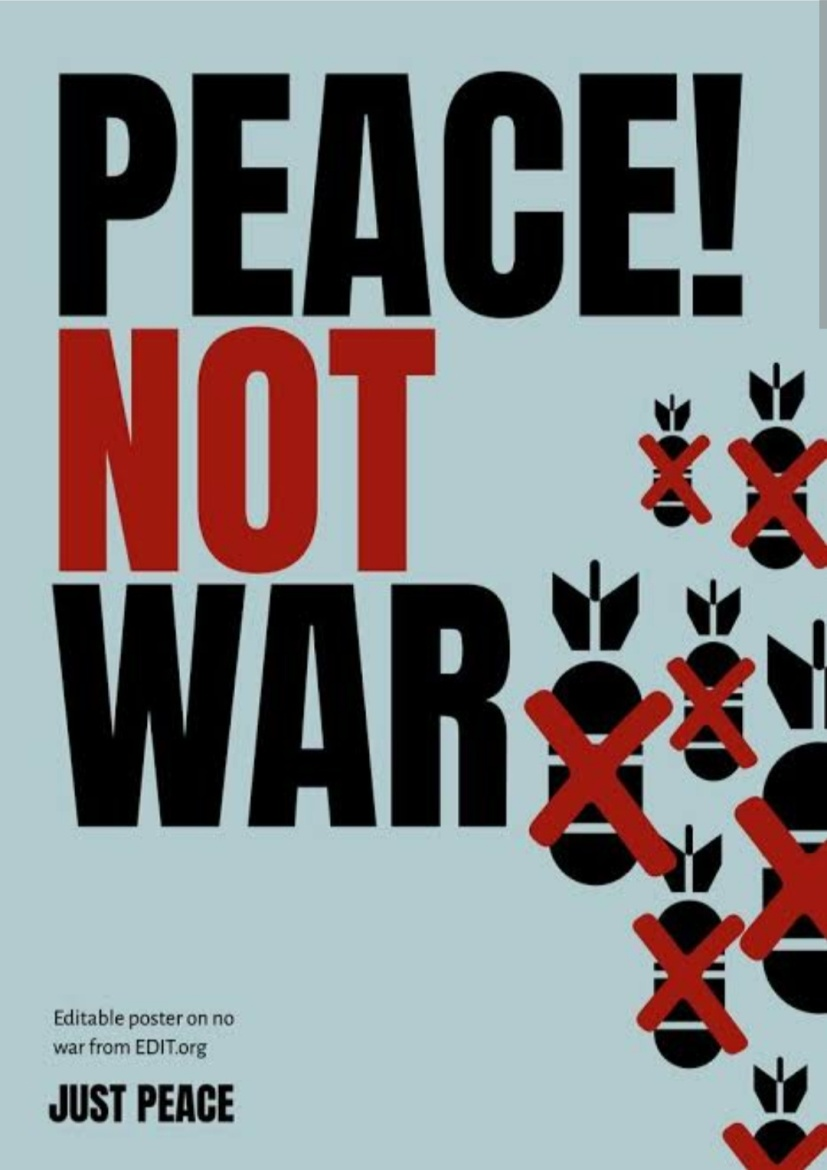 PEACE!
NOT
WAR
Editable poster on no
war from EDIT.org
JUST PEACE